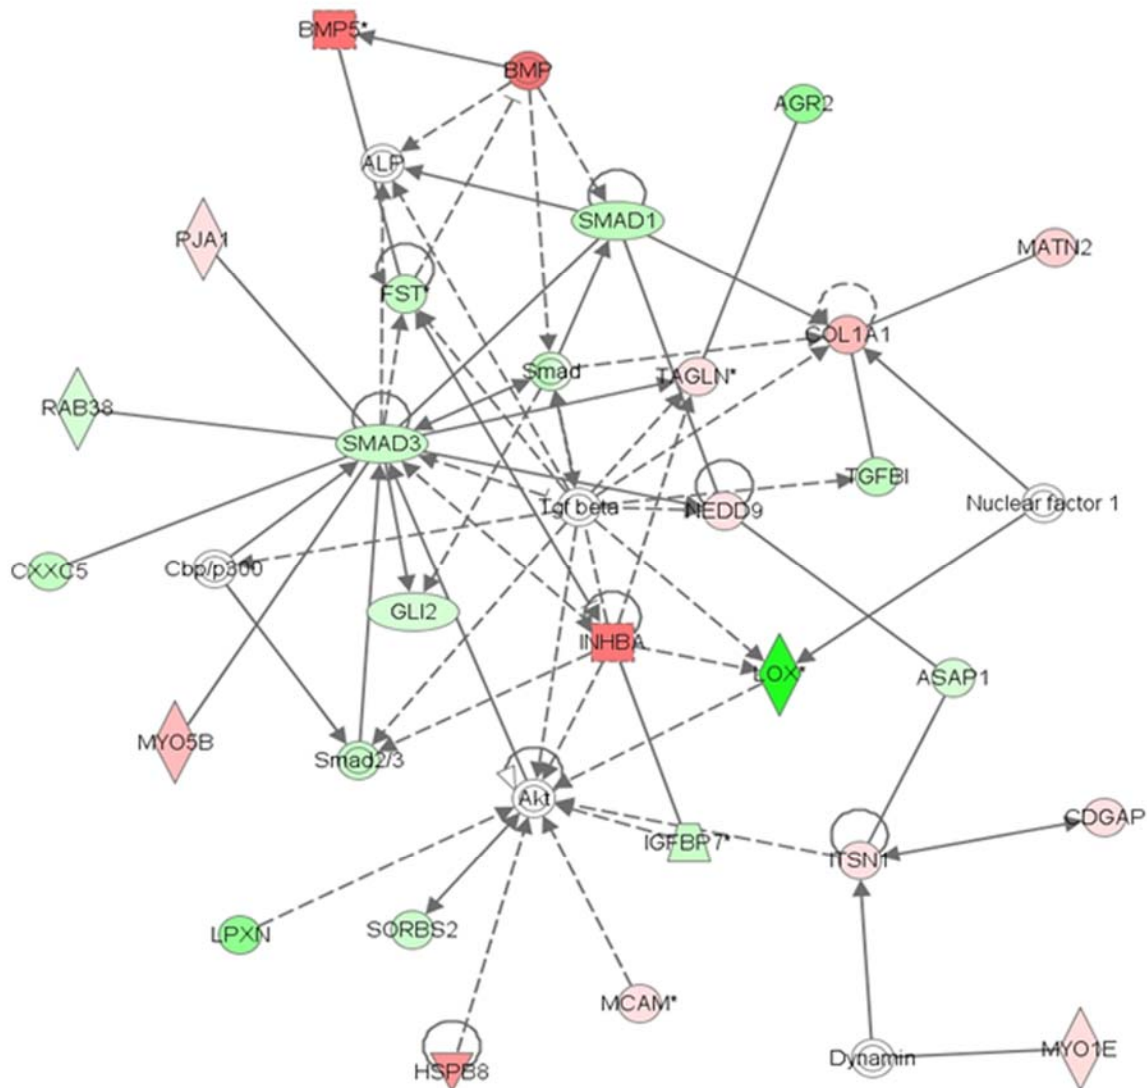 BMP5*
BMP
AGR2
ALP
SMAD1
PJA1
MATN2
FST*
COL1A1
Smad
TAGLN*
RAB38
SMAD3
TGFBI
Tgf beta
NEDD9
Nuclear factor 1
CXXC5
Cbp/p300
GLI2
INHBA
LOX*
ASAP1
MYO5B
Smad2/3
Akt
CDGAP
IGFBP7*
ITSN1
LPXN
SORBS2
MCAM*
HSPB8
Dynamin
MYO1E